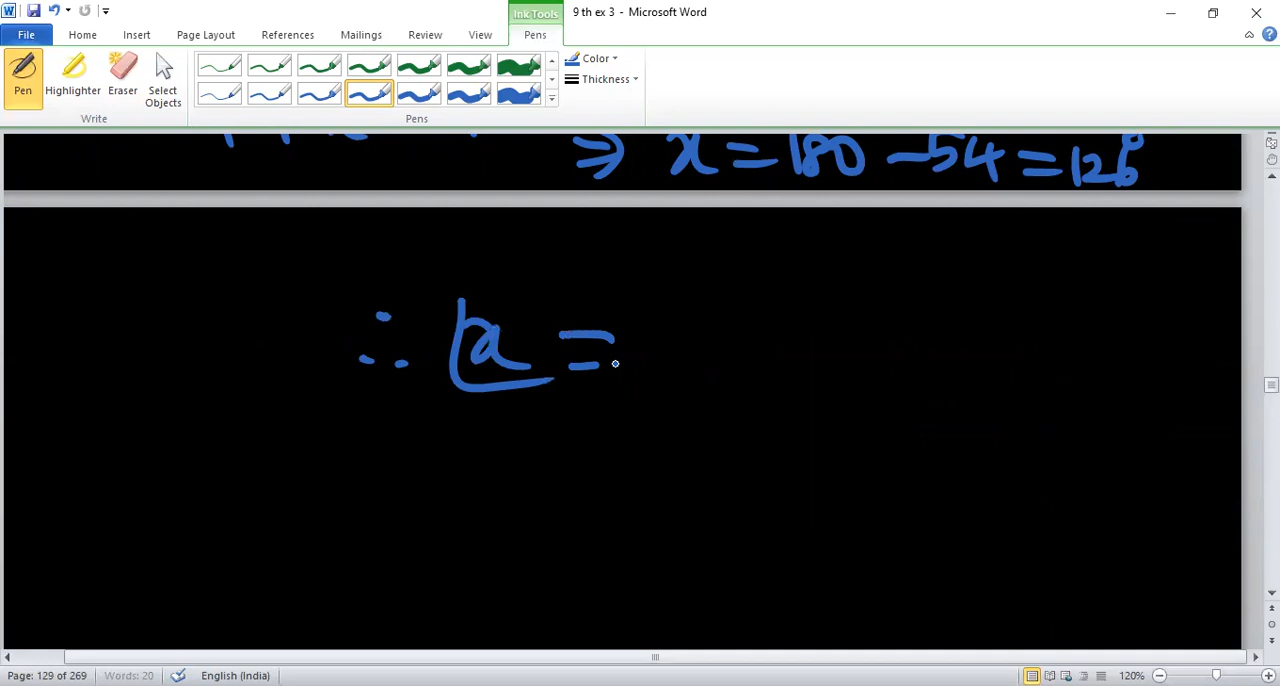 Ink Tools
9 th ex 3 - Microsoft Word
File Home Insert Page Layout References Mailings Review View Pens
Pen Highlighter Eraser Select Objects
Color
Thickness
Write Pens
⇒ x = 180 - 54 = 126°
∴ ∠a =
Page: 129 of 269 Words: 20 English (India) 120%